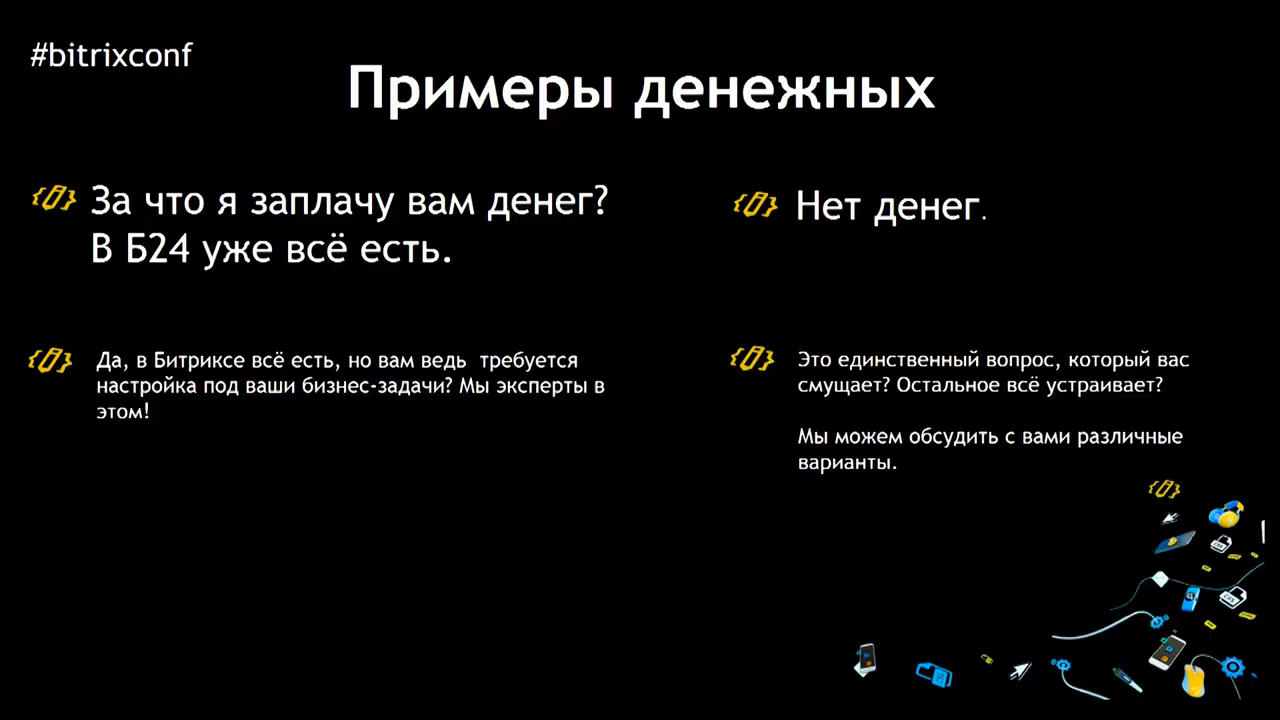 #bitrixconf
Примеры денежных
За что я заплачу вам денег?
В Б24 уже всё есть.
Да, в Битриксе всё есть, но вам ведь  требуется
настройка под ваши бизнес-задачи? Мы эксперты в
этом!
Нет денег.
Это единственный вопрос, который вас
смущает? Остальное всё устраивает?
Мы можем обсудить с вами различные
варианты.